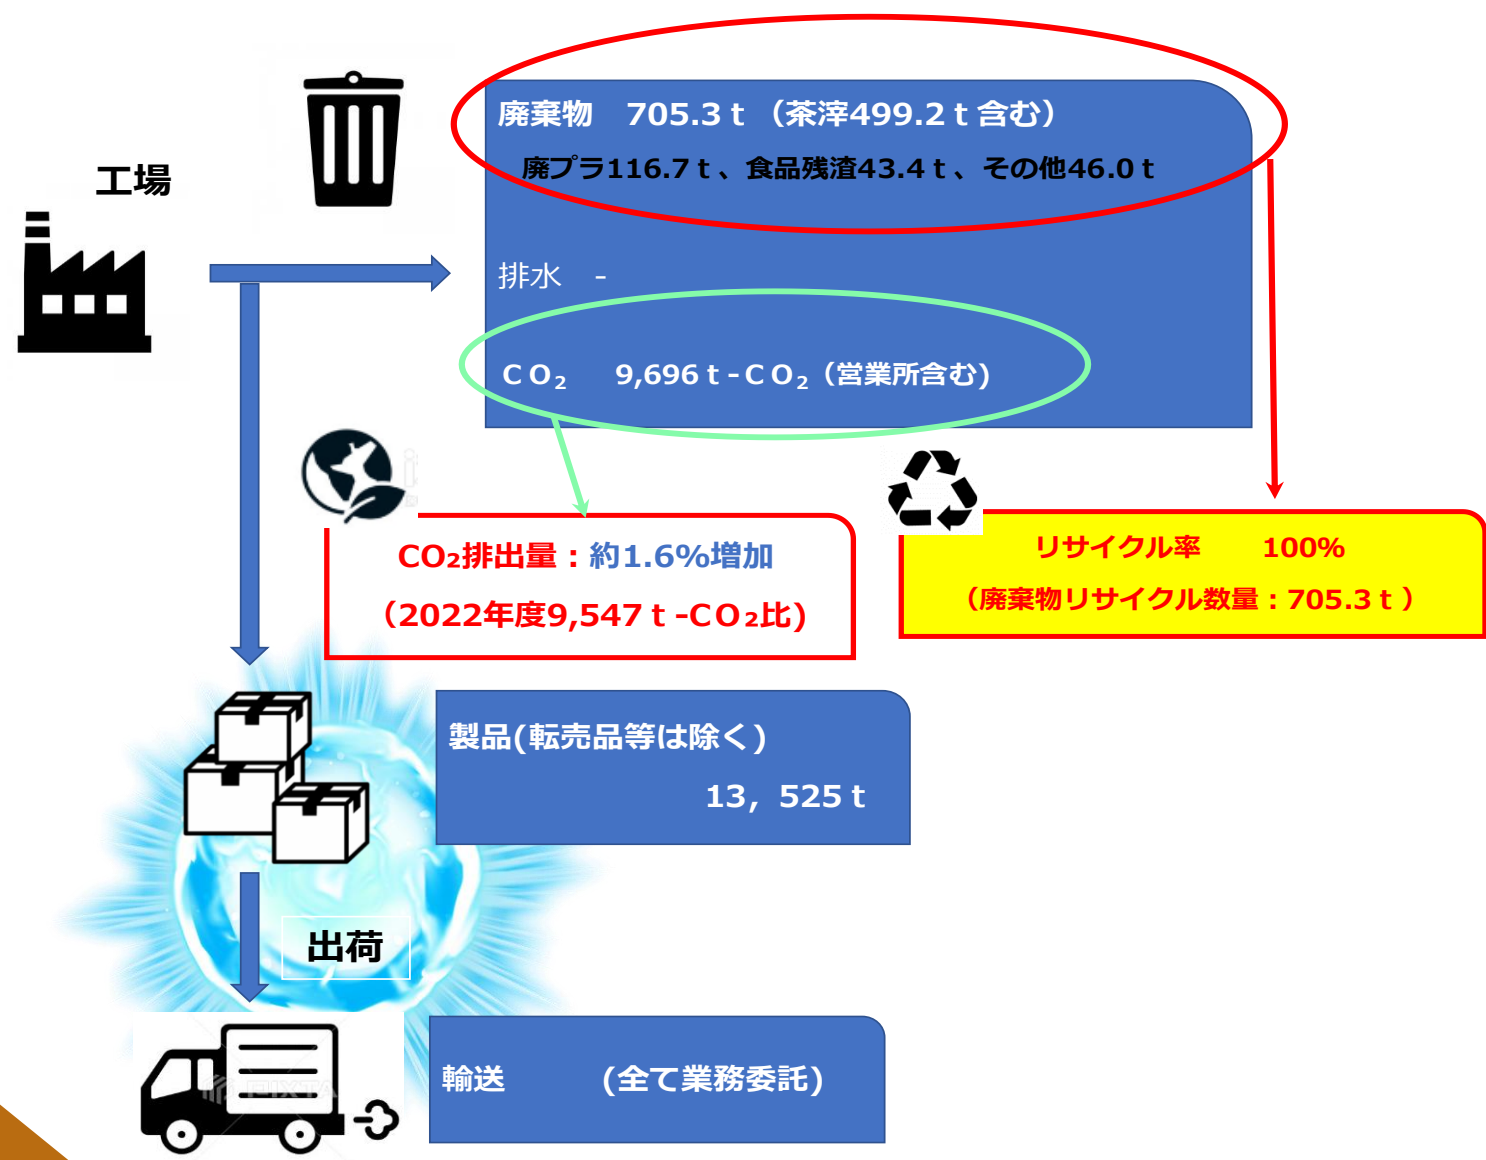 工場
廃棄物　705.3ｔ（茶滓499.2ｔ含む）
廃プラ116.7ｔ、食品残渣43.4ｔ、その他46.0ｔ
排水　-
ＣＯ₂　9,696ｔ-ＣＯ₂（営業所含む)
CO₂排出量：約1.6%増加
（2022年度9,547ｔ-CＯ₂比)
リサイクル率　　100%
（廃棄物リサイクル数量：705.3ｔ）
製品(転売品等は除く)
13，525ｔ
出荷
輸送　　　(全て業務委託)
PIXTA